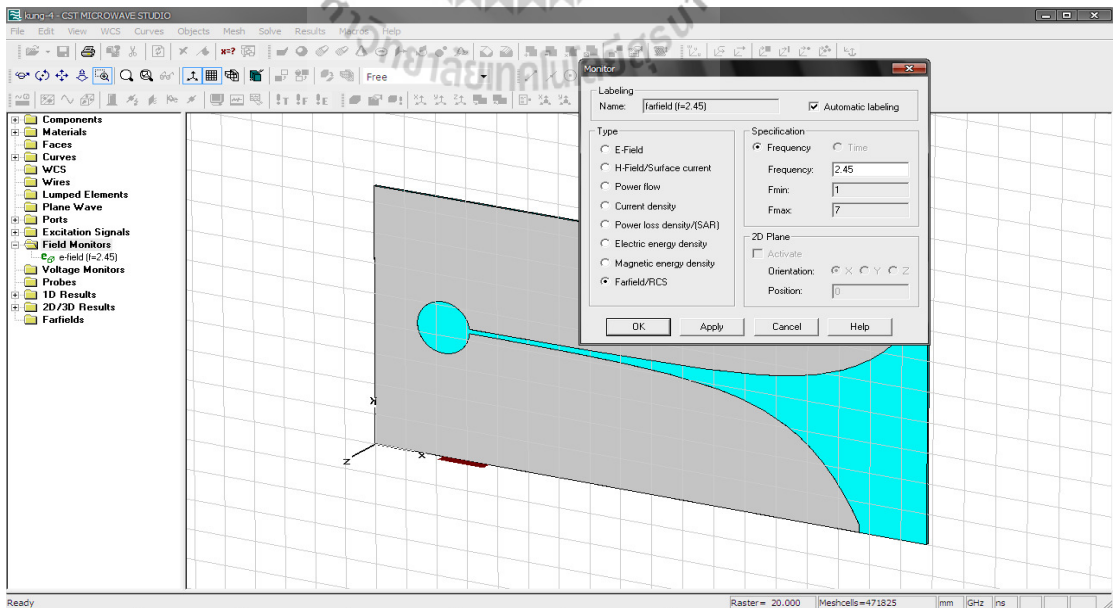 kung-4 - CST MICROWAVE STUDIO
File Edit View WCS Curves Objects Mesh Solve Results Macros Help
Free
Components
Materials
Faces
Curves
WCS
Wires
Lumped Elements
Plane Wave
Ports
Excitation Signals
Field Monitors
e-field (f=2.45)
Voltage Monitors
Probes
1D Results
2D/3D Results
Farfields
Monitor
Labeling
Name: farfield (f=2.45) Automatic labeling
Type
E-Field
H-Field/Surface current
Power flow
Current density
Power loss density/(SAR)
Electric energy density
Magnetic energy density
Farfield/RCS
Specification
Frequency Time
Frequency: 2.45
Fmin: 1
Fmax: 7
2D Plane
Activate
Orientation: X Y Z
Position: 0
OK Apply Cancel Help
z x
Ready Raster= 20.000 Meshcells=471825 mm GHz ns